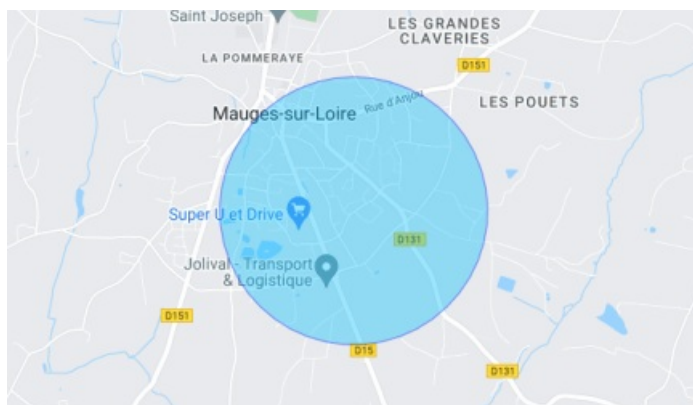 Saint Joseph
LES GRANDES
CLAVERIES
LA POMMERAYE
D151
Rue d'Anjou
LES POUETS
Mauges-sur-Loire
Super U et Drive
D131
Jolival - Transport
& Logistique
D151
D15
D131